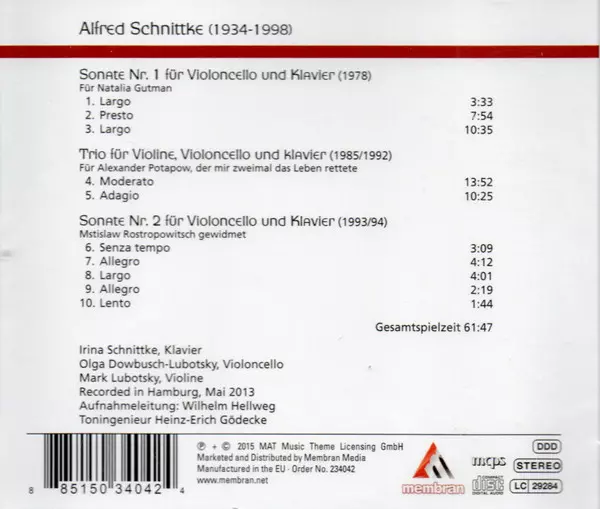 Alfred Schnittke (1934-1998)
Sonate Nr. 1 für Violoncello und Klavier (1978)
Für Natalia Gutman
1. Largo 3:33
2. Presto 7:54
3. Largo 10:35
Trio für Violine, Violoncello und Klavier (1985/1992)
Für Alexander Potapow, der mir zweimal das Leben rettete
4. Moderato 13:52
5. Adagio 10:25
Sonate Nr. 2 für Violoncello und Klavier (1993/94)
Mstislaw Rostropowitsch gewidmet
6. Senza tempo 3:09
7. Allegro 4:12
8. Largo 4:01
9. Allegro 2:19
10. Lento 1:44
Gesamtspielzeit 61:47
Irina Schnittke, Klavier
Olga Dowbusch-Lubotsky, Violoncello
Mark Lubotsky, Violine
Recorded in Hamburg, Mai 2013
Aufnahmeleitung: Wilhelm Hellweg
Toningenieur Heinz-Erich Gödecke
8 85150 34042 4
℗ + © 2015 MAT Music Theme Licensing GmbH
Marketed and Distributed by Membran Media
Manufactured in the EU · Order No. 234042
www.membran.net
membran
mcps
COMPACT
disc
DIGITAL AUDIO
DDD
STEREO
LC 29284